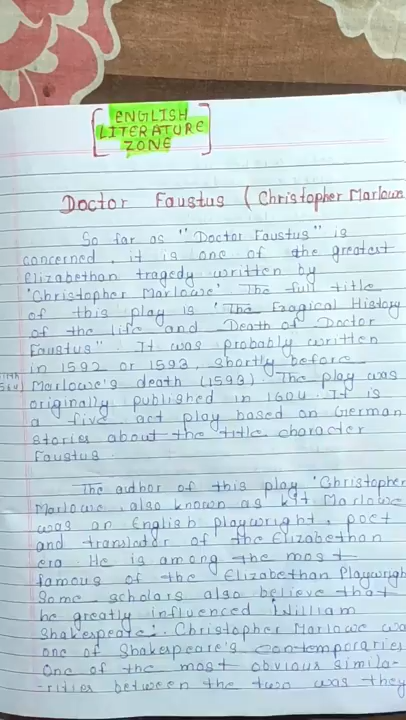 ENGLISH
LITERATURE
ZONE
Doctor Faustus ( Christopher Marlow
So far as "Doctor Faustus" is
concerned, it is one of the greatest
Elizabethan tragedy written by
'Christopher Marlowe' The full title
of this play is 'The Tragical History
of the life and Death of Doctor
Faustus". It was probably written
in 1592 or 1593, shortly before
Marlowe's death (1593). The play was
originally published in 1604. It is
a five act play based on German
stories about the title character
Faustus.
The author of this play 'Christopher
Marlowe, also known as Kit Marlowe
was an English playwright, poet
and translator of the Elizabethan
era. He is among the most
famous of the Elizabethan Playwrigh
Some scholars also believe that
he greatly influenced William
Shakespeare'. Christopher Marlowe wa
one of Shakespeare's contemporaries
One of the most obvious simila-
-rities between the two was they